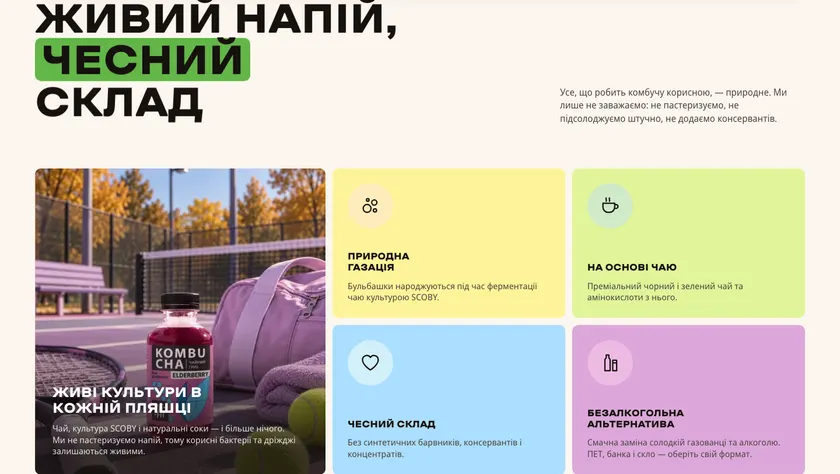 ЖИВИЙ НАПІЙ,
ЧЕСНИЙ
СКЛАД
Усе, що робить комбучу корисною, — природне. Ми
лише не заважаємо: не пастеризуємо, не
підсолоджуємо штучно, не додаємо консервантів.
KOMBU
CHA
ELDERBERRY
ЖИВІ КУЛЬТУРИ В
КОЖНІЙ ПЛЯШЦІ
Чай, культура SCOBY і натуральні соки — і більше нічого.
Ми не пастеризуємо напій, тому корисні бактерії та дріжджі
залишаються живими.
ПРИРОДНА
ГАЗАЦІЯ
Бульбашки народжуються під час ферментації
чаю культурою SCOBY.
НА ОСНОВІ ЧАЮ
Преміальний чорний і зелений чай та
амінокислоти з нього.
ЧЕСНИЙ СКЛАД
Без синтетичних барвників, консервантів і
концентратів.
БЕЗАЛКОГОЛЬНА
АЛЬТЕРНАТИВА
Смачна заміна солодкій газованці та алкоголю.
ПЕТ, банка і скло — оберіть свій формат.